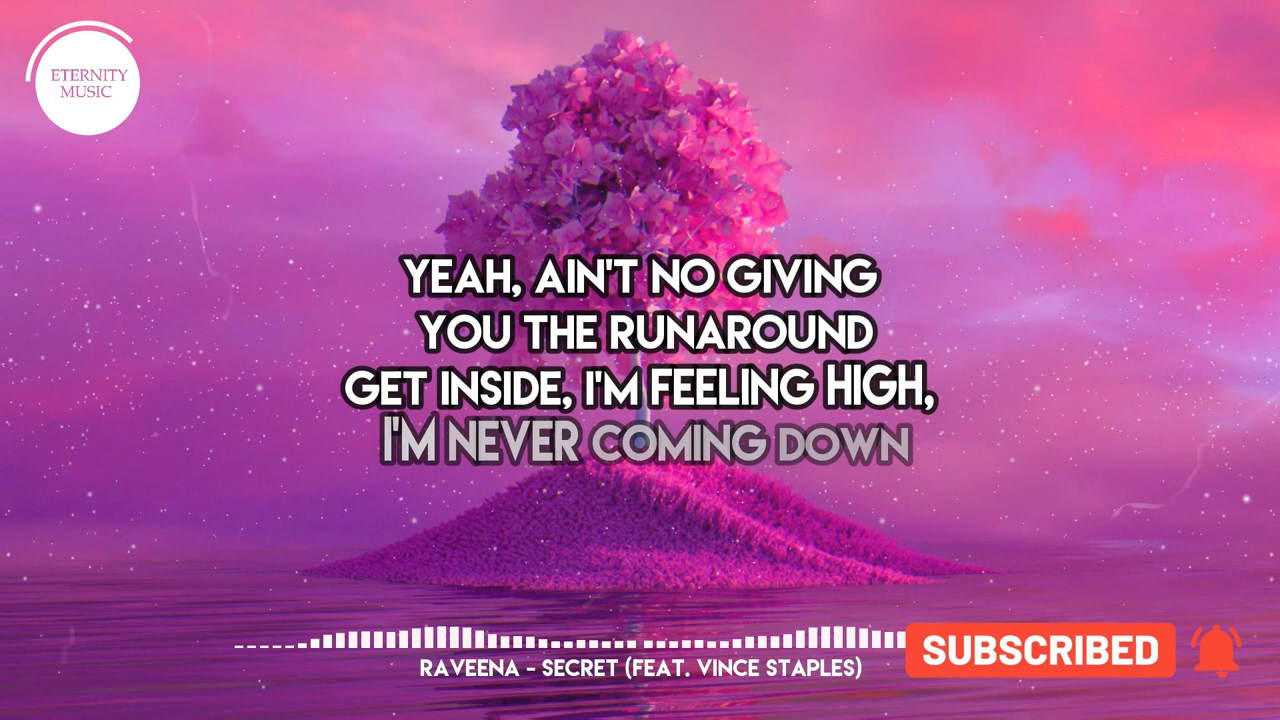 ETERNITY
MUSIC
YEAH, AIN'T NO GIVING
YOU THE RUNAROUND
GET INSIDE, I'M FEELING HIGH,
I'M NEVER COMING DOWN
RAVEENA - SECRET (FEAT. VINCE STAPLES)
SUBSCRIBED